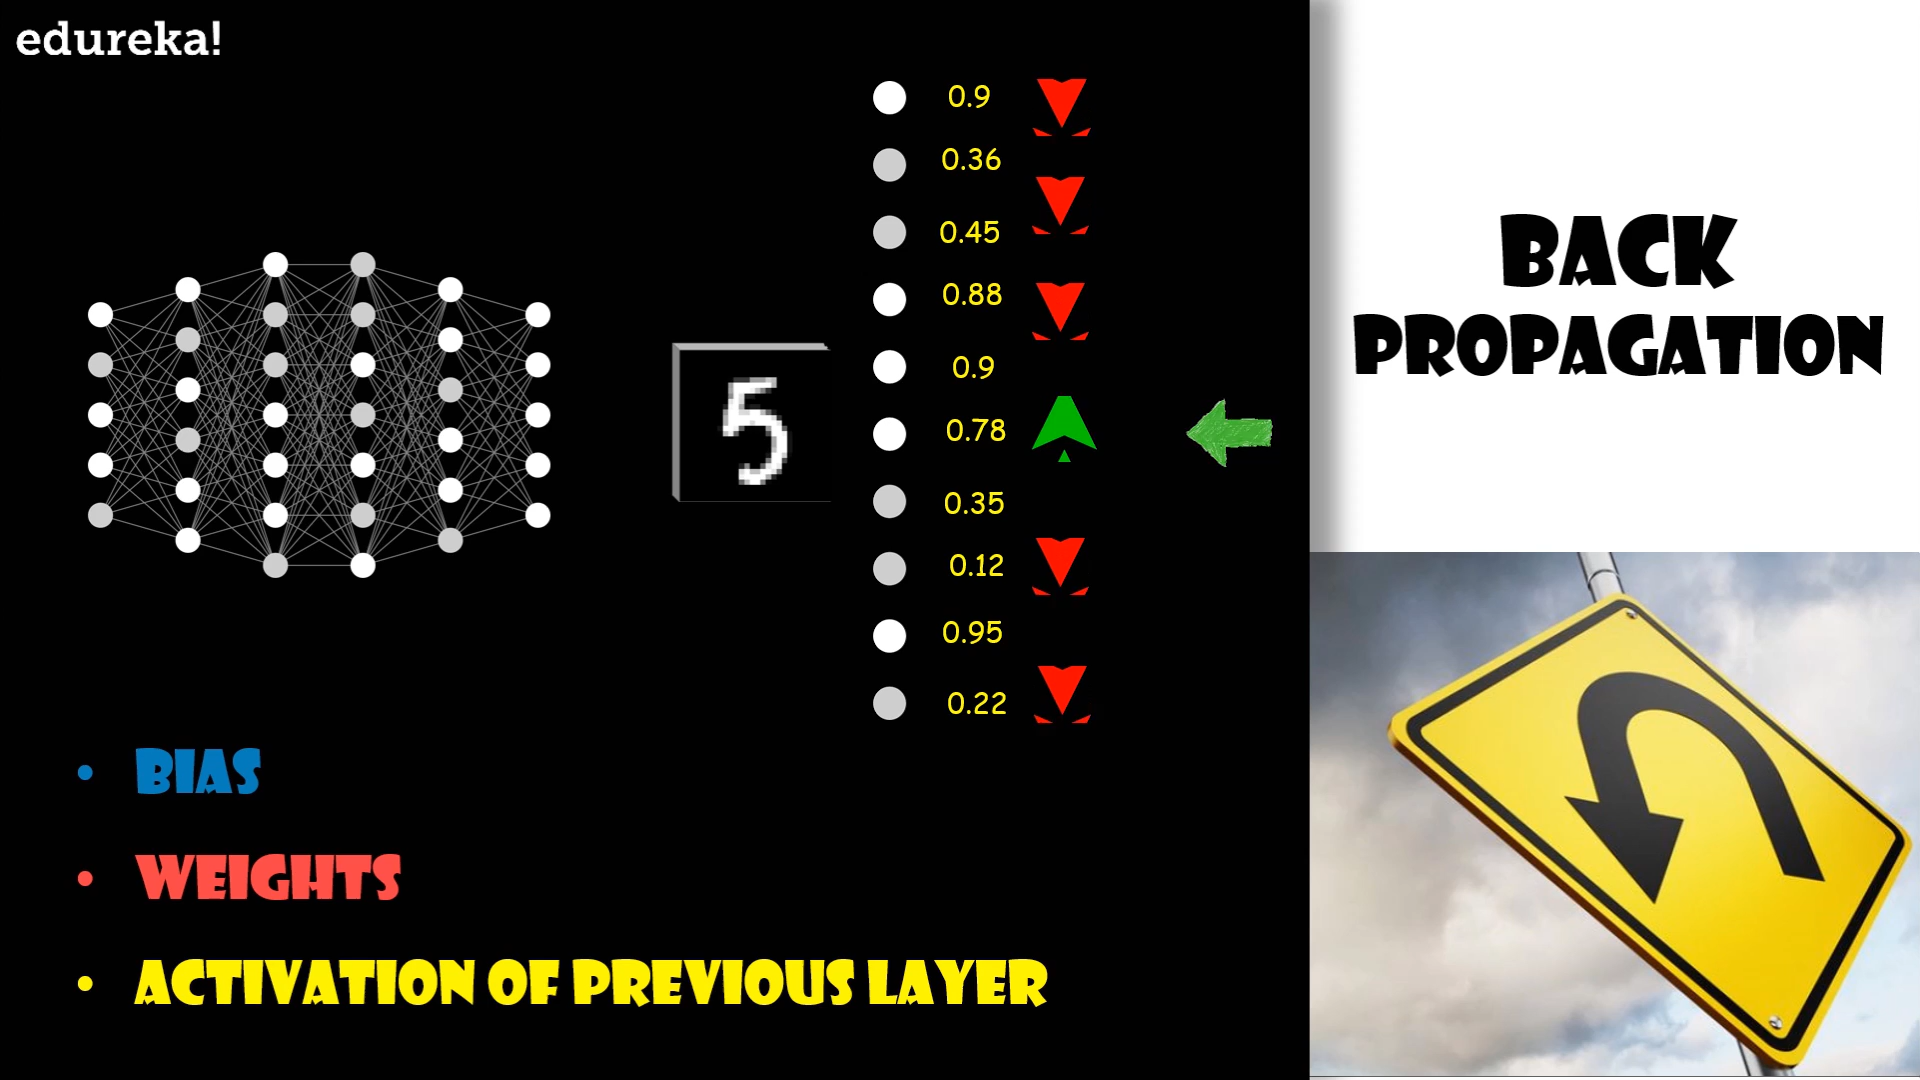 edureka!
0.9
0.36
0.45
0.88
0.9
0.78
0.35
0.12
0.95
0.22
5
BIAS
WEIGHTS
ACTIVATION OF PREVIOUS LAYER
BACK
PROPAGATION